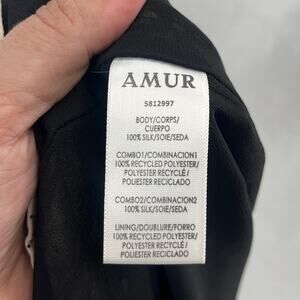 AMUR
5812997
BODY/CORPS/
CUERPO
100% SILK/SOIE/SEDA
COMBO1/COMBINACION1
100% RECYCLED POLYESTER/
POLYESTER RECYCLÉ/
POLIESTER RECICLADO
COMBO2/COMBINACION2
100% SILK/SOIE/SEDA
LINING/DOUBLURE/FORRO
100% RECYCLED POLYESTER/
POLYESTER RECYCLÉ/
POLIESTER RECICLADO